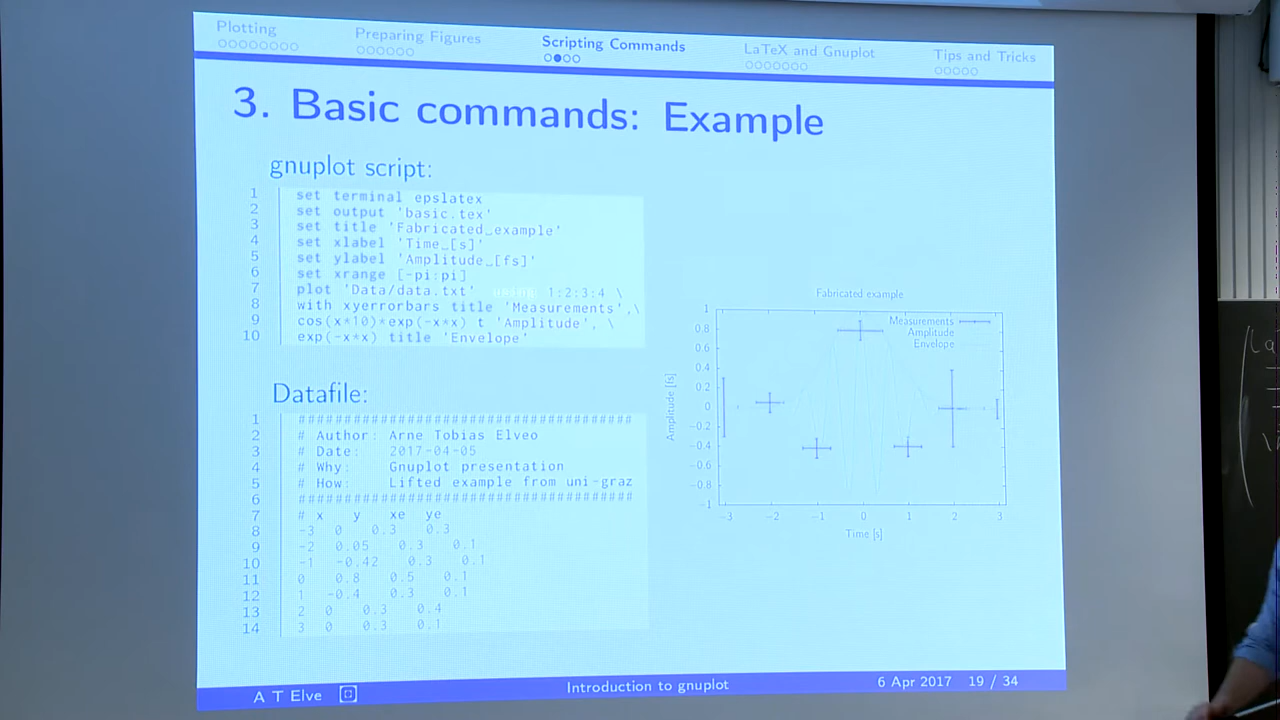 Plotting
Preparing Figures
Scripting Commands
LaTeX and Gnuplot
Tips and Tricks
3. Basic commands: Example
gnuplot script:
1 set terminal epslatex
2 set output 'basic.tex'
3 set title 'Fabricated_example'
4 set xlabel 'Time_[s]'
5 set ylabel 'Amplitude_[fs]'
6 set xrange [-pi:pi]
7 plot 'Data/data.txt' using 1:2:3:4 \
8 with xyerrorbars title 'Measurements',\
9 cos(x*10)*exp(-x*x) t 'Amplitude', \
10 exp(-x*x) title 'Envelope'
Datafile:
1 ####################################
2 # Author: Arne Tobias Elveo
3 # Date: 2017-04-05
4 # Why: Gnuplot presentation
5 # How: Lifted example from uni-graz
6 ####################################
7 # x y xe ye
8 -3 0 0.3 0.3
9 -2 0.05 0.3 0.1
10 -1 -0.42 0.3 0.1
11 0 0.8 0.5 0.1
12 1 -0.4 0.3 0.1
13 2 0 0.3 0.4
14 3 0 0.3 0.1
Fabricated example
Measurements
Amplitude
Envelope
1
0.8
0.6
0.4
0.2
0
-0.2
-0.4
-0.6
-0.8
-1
Amplitude [fs]
-3 -2 -1 0 1 2 3
Time [s]
A T Elve
Introduction to gnuplot
6 Apr 2017 19 / 34